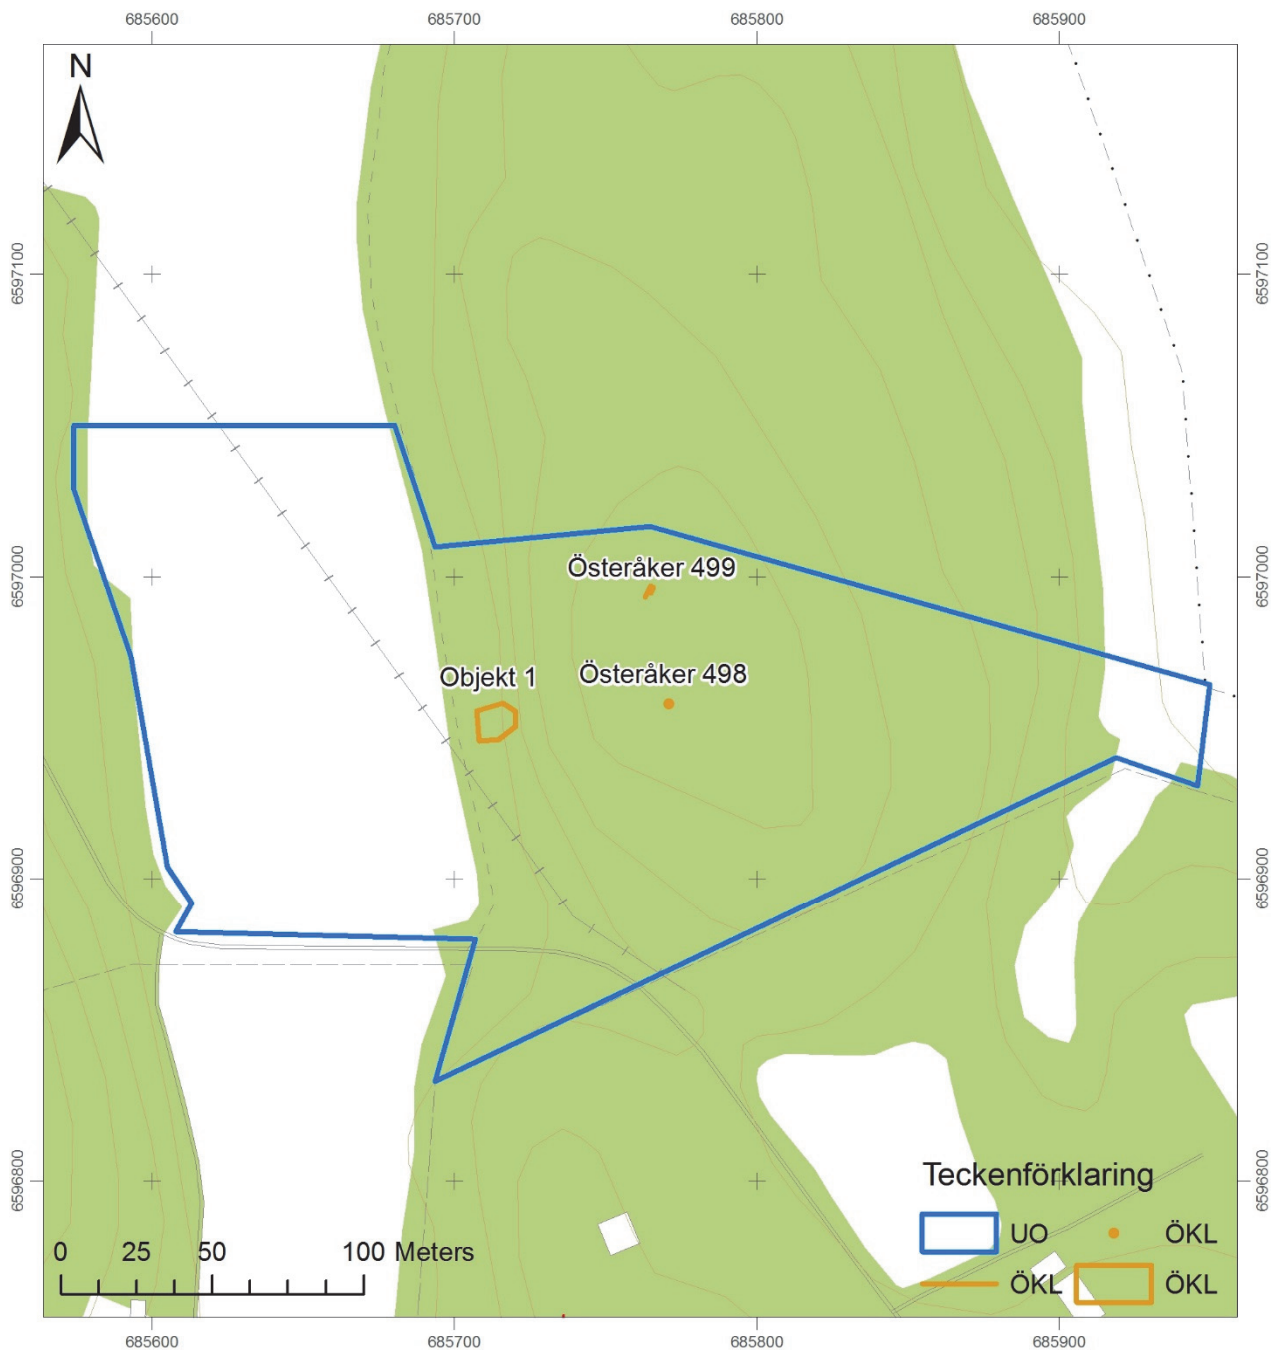 685600 685700 685800 685900
N
6597100 6597100
Österåker 499
6597000 6597000
Objekt 1
Österåker 498
6596900 6596900
Teckenförklaring
6596800 6596800
UO ÖKL
0 25 50 100 Meters
ÖKL ÖKL
685600 685700 685800 685900